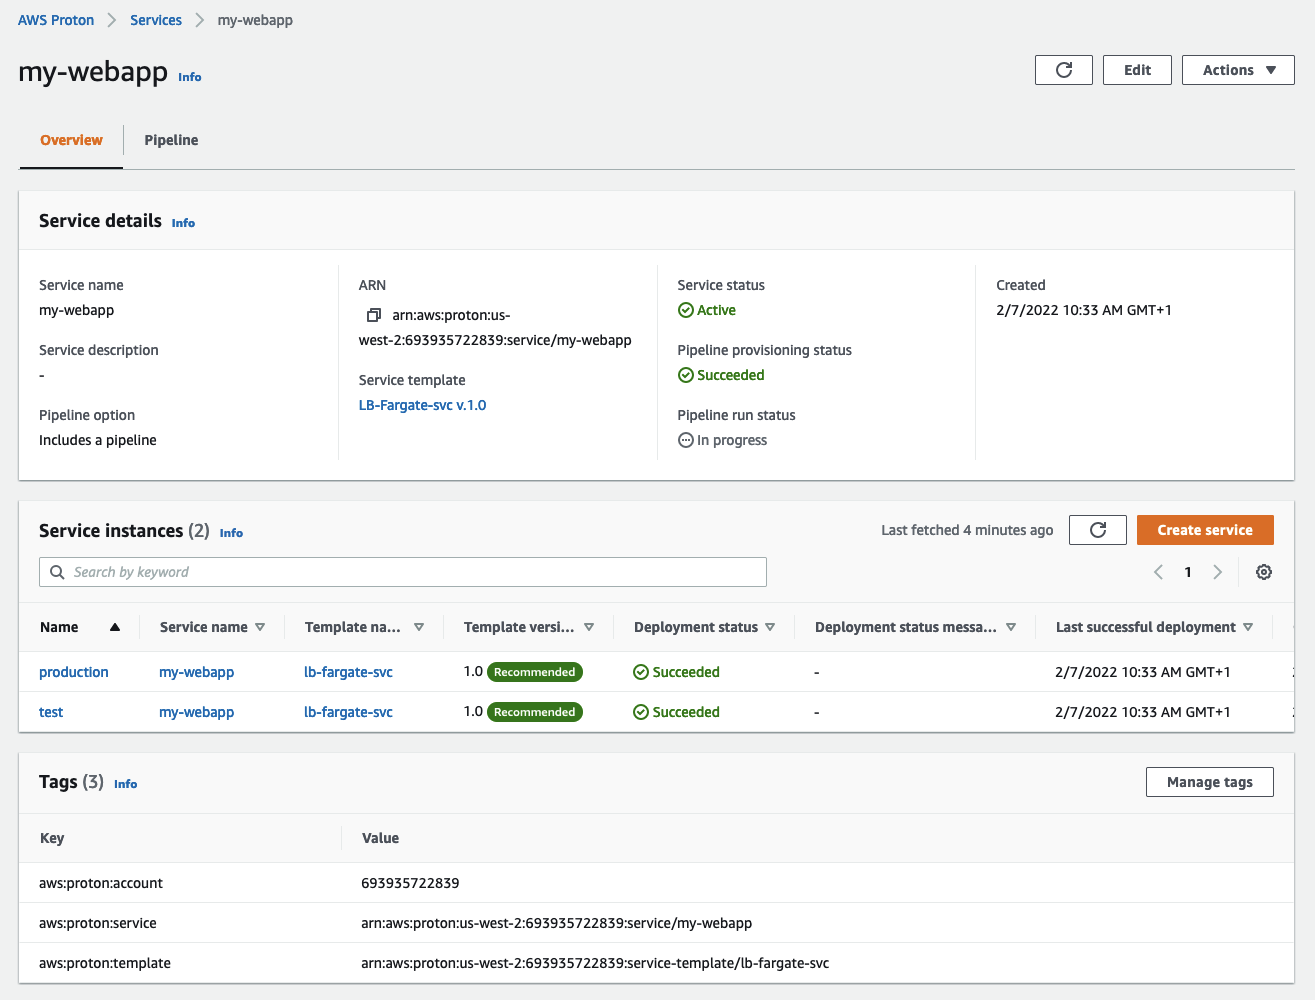 AWS Proton > Services > my-webapp
my-webapp Info
Edit
Actions
Overview
Pipeline
Service details Info
Service name
my-webapp
Service description
-
Pipeline option
Includes a pipeline
ARN
arn:aws:proton:us-
west-2:693935722839:service/my-webapp
Service template
LB-Fargate-svc v.1.0
Service status
Active
Pipeline provisioning status
Succeeded
Pipeline run status
In progress
Created
2/7/2022 10:33 AM GMT+1
Service instances (2) Info
Last fetched 4 minutes ago
Create service
Search by keyword
1
Name Service name Template na... Template versi... Deployment status Deployment status messa... Last successful deployment
production my-webapp lb-fargate-svc 1.0 Recommended Succeeded - 2/7/2022 10:33 AM GMT+1
test my-webapp lb-fargate-svc 1.0 Recommended Succeeded - 2/7/2022 10:33 AM GMT+1
Tags (3) Info
Manage tags
Key Value
aws:proton:account 693935722839
aws:proton:service arn:aws:proton:us-west-2:693935722839:service/my-webapp
aws:proton:template arn:aws:proton:us-west-2:693935722839:service-template/lb-fargate-svc